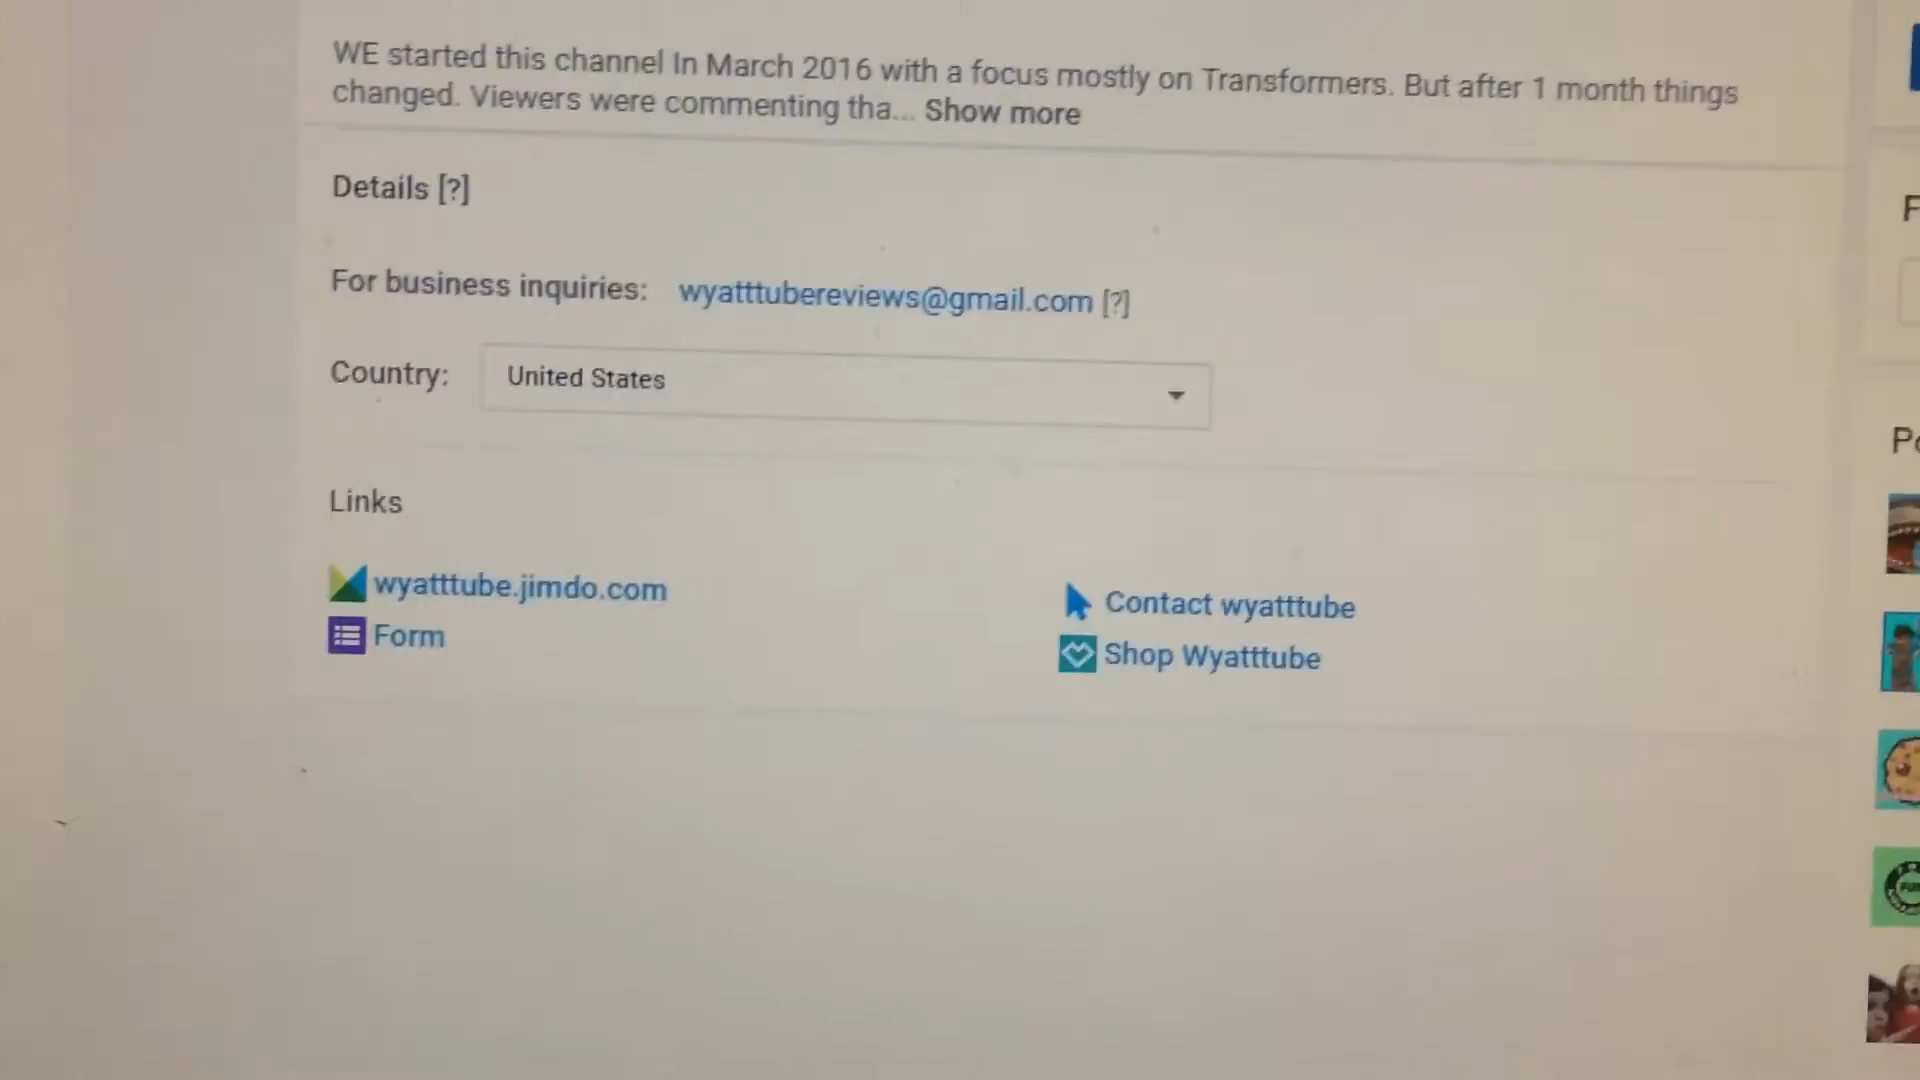 WE started this channel In March 2016 with a focus mostly on Transformers. But after 1 month things
changed. Viewers were commenting tha... Show more
Details [?]
For business inquiries: wyatttubereviews@gmail.com [?]
Country: United States
Links
wyatttube.jimdo.com
Contact wyatttube
Form
Shop Wyatttube